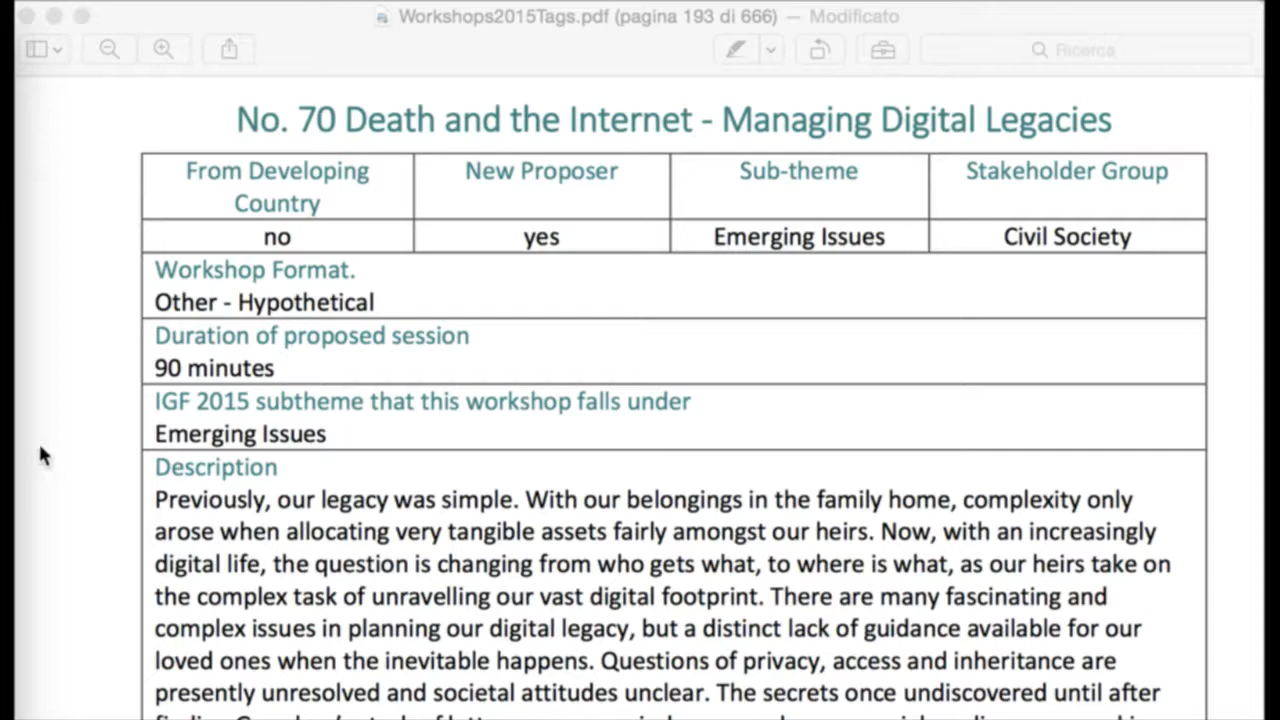 Workshops2015Tags.pdf (pagina 193 di 666) — Modificato
Ricerca
No. 70 Death and the Internet - Managing Digital Legacies
From Developing Country
New Proposer
Sub-theme
Stakeholder Group
no
yes
Emerging Issues
Civil Society
Workshop Format.
Other - Hypothetical
Duration of proposed session
90 minutes
IGF 2015 subtheme that this workshop falls under
Emerging Issues
Description
Previously, our legacy was simple. With our belongings in the family home, complexity only
arose when allocating very tangible assets fairly amongst our heirs. Now, with an increasingly
digital life, the question is changing from who gets what, to where is what, as our heirs take on
the complex task of unravelling our vast digital footprint. There are many fascinating and
complex issues in planning our digital legacy, but a distinct lack of guidance available for our
loved ones when the inevitable happens. Questions of privacy, access and inheritance are
presently unresolved and societal attitudes unclear. The secrets once undiscovered until after